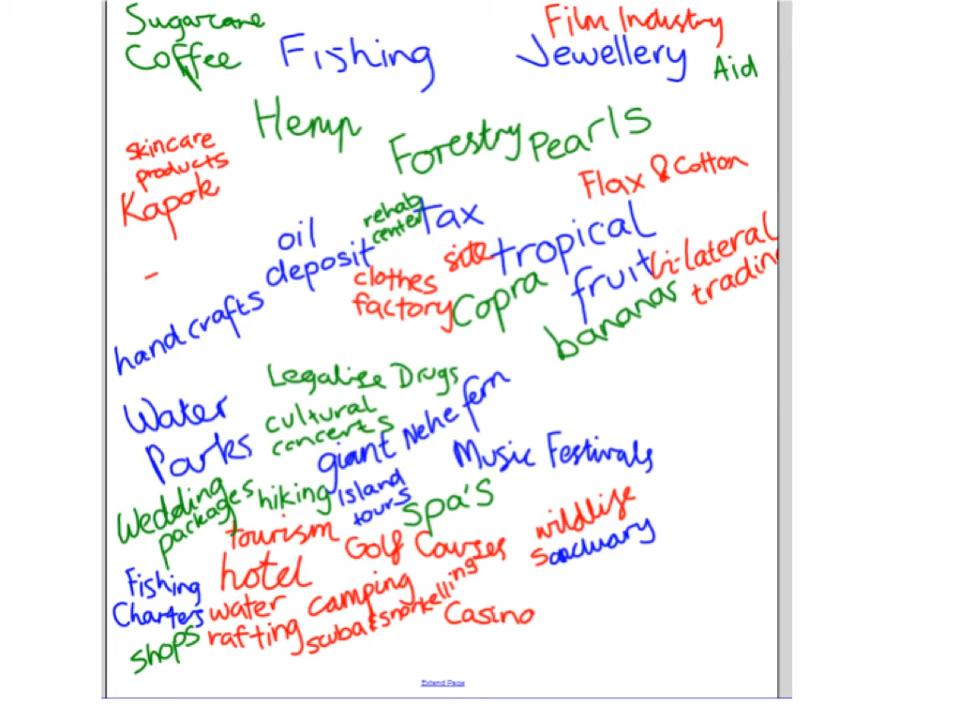 Sugarcane
Film Industry
Coffee
Fishing
Jewellery
Aid
Hemp
Forestry
Pearls
skincare
products
Kapok
Flax & Cotton
oil
deposit
rehab
center
tax
site
tropical
fruit
bi-lateral
trading
clothes
factory
Copra
bananas
handcrafts
Legalise Drugs
Water
Parks
cultural
concerts
giant Nehe fern
Music Festivals
Wedding
packages
hiking
Island
tours
Spa's
tourism
Golf Courses
wildlife
Sanctuary
Fishing
Charters
hotel
water
rafting
camping
scuba & snorkelling
Casino
shops
Extend Page